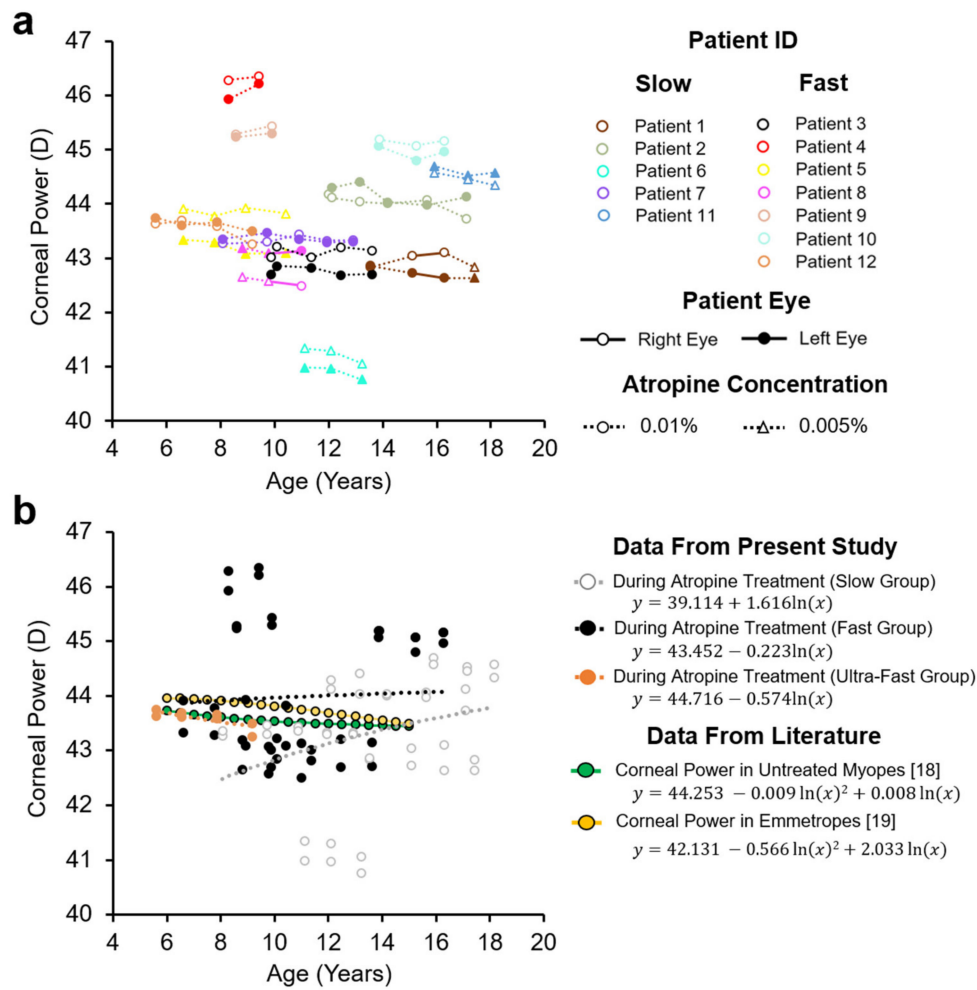 a
47
46
45
44
43
42
41
40
Corneal Power (D)
4 6 8 10 12 14 16 18 20
Age (Years)
Patient ID
Slow Fast
Patient 1 Patient 3
Patient 2 Patient 4
Patient 6 Patient 5
Patient 7 Patient 8
Patient 11 Patient 9
Patient 10
Patient 12
Patient Eye
Right Eye Left Eye
Atropine Concentration
0.01% 0.005%
b
47
46
45
44
43
42
41
40
Corneal Power (D)
4 6 8 10 12 14 16 18 20
Age (Years)
Data From Present Study
During Atropine Treatment (Slow Group)
y = 39.114 + 1.616ln(x)
During Atropine Treatment (Fast Group)
y = 43.452 − 0.223ln(x)
During Atropine Treatment (Ultra-Fast Group)
y = 44.716 − 0.574ln(x)
Data From Literature
Corneal Power in Untreated Myopes [18]
y = 44.253 − 0.009 ln(x)² + 0.008 ln(x)
Corneal Power in Emmetropes [19]
y = 42.131 − 0.566 ln(x)² + 2.033 ln(x)